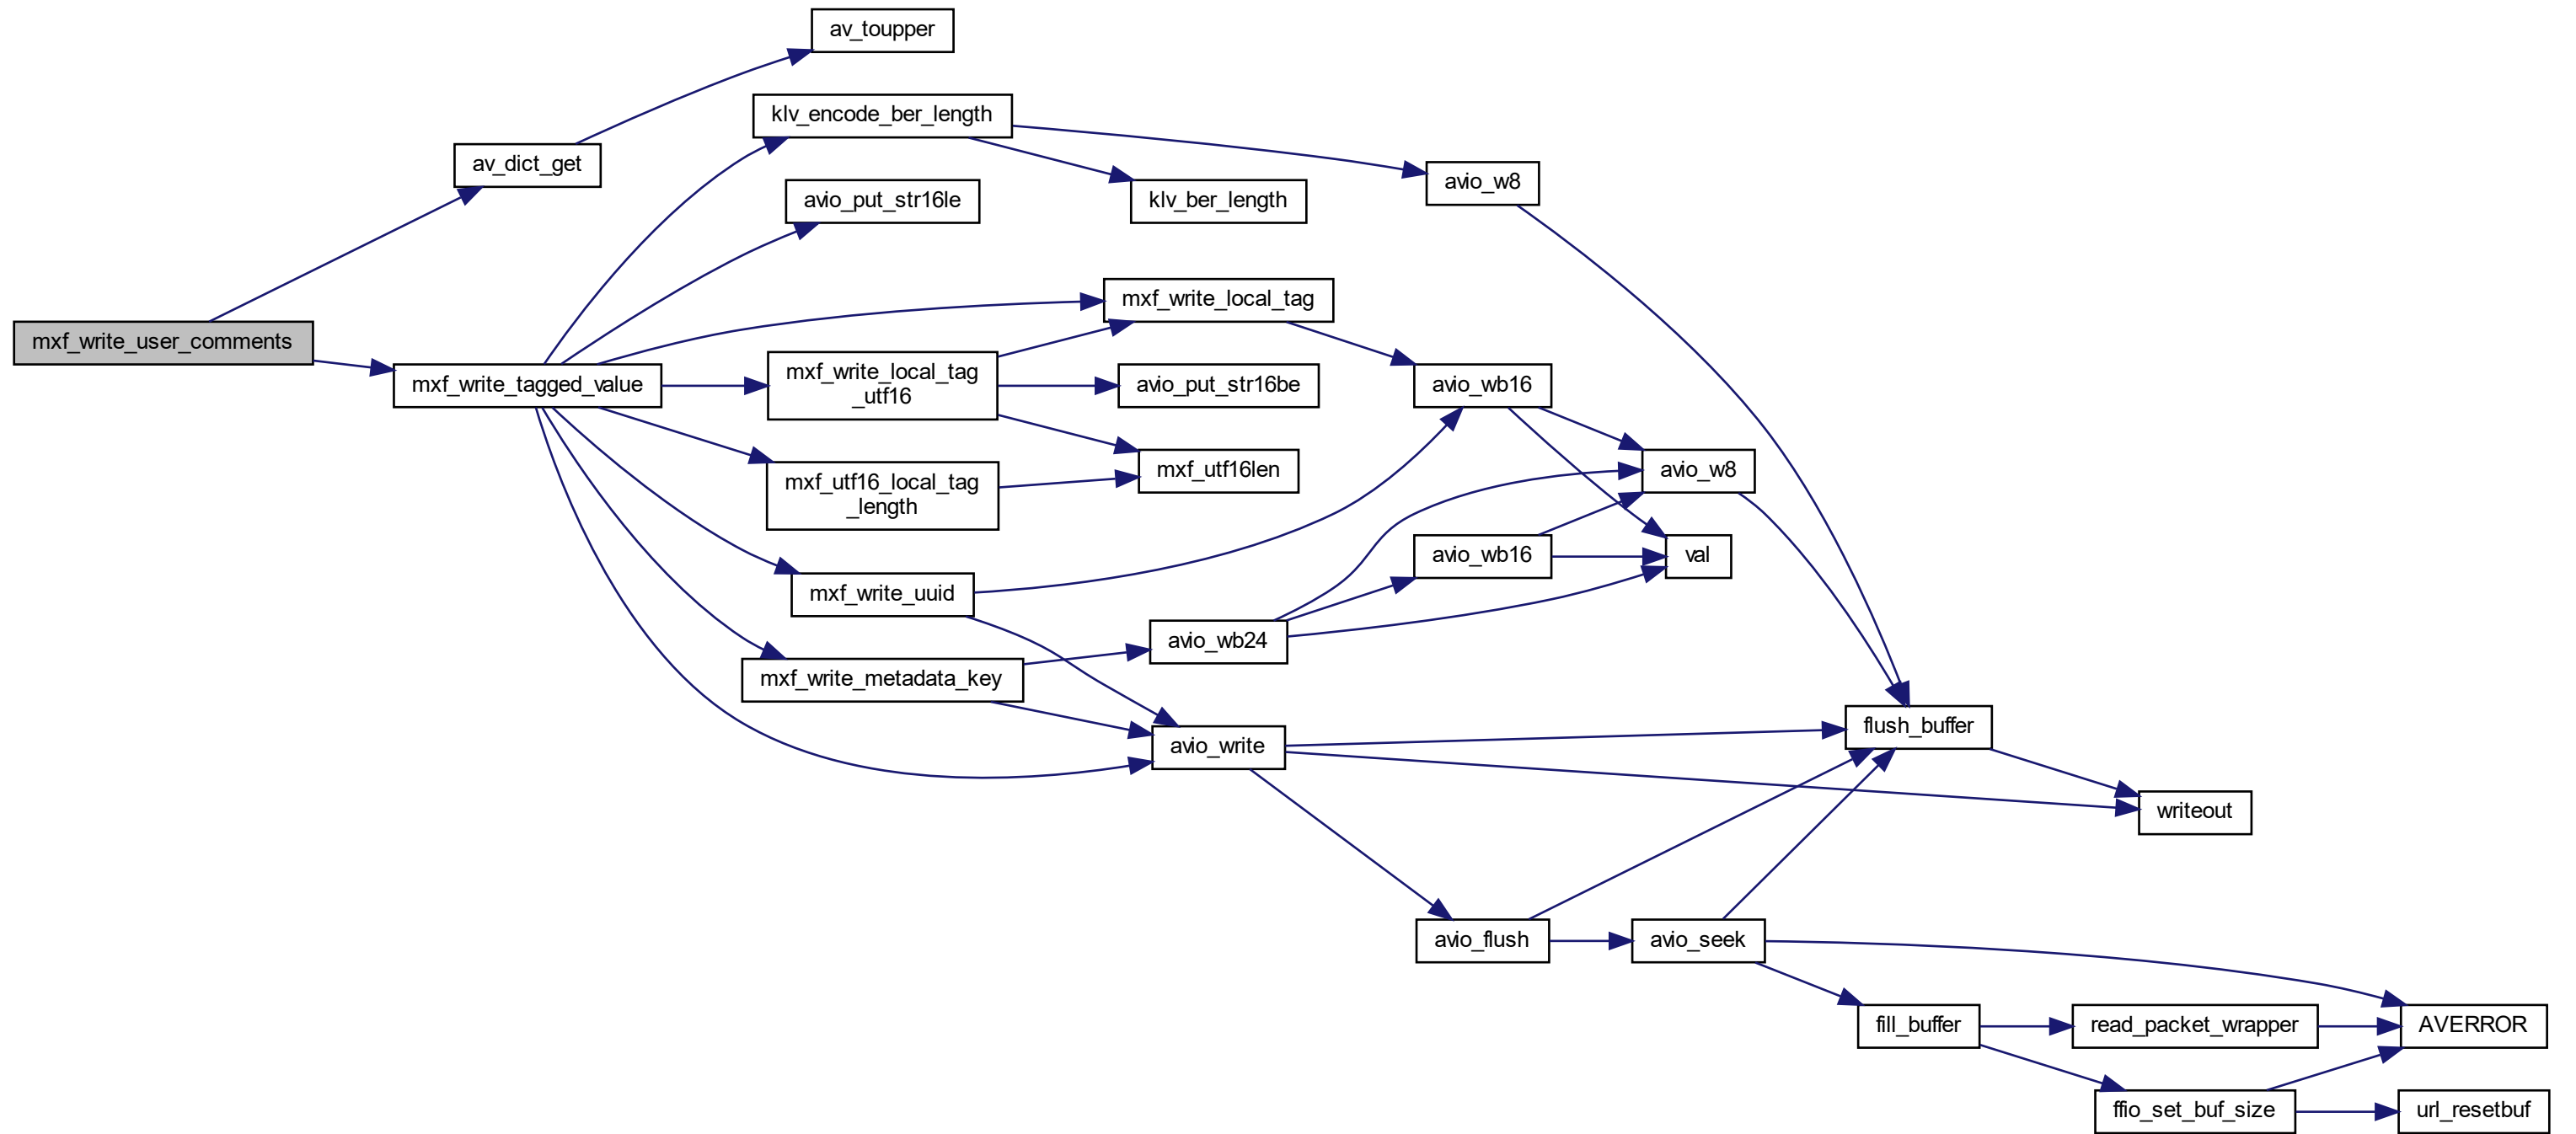 av_toupper
klv_encode_ber_length
av_dict_get
avio_w8
avio_put_str16le
klv_ber_length
mxf_write_local_tag
mxf_write_user_comments
mxf_write_tagged_value
mxf_write_local_tag
_utf16
avio_put_str16be
avio_wb16
mxf_utf16len
avio_w8
mxf_utf16_local_tag
_length
avio_wb16
val
mxf_write_uuid
avio_wb24
mxf_write_metadata_key
flush_buffer
avio_write
writeout
avio_flush
avio_seek
fill_buffer
read_packet_wrapper
AVERROR
ffio_set_buf_size
url_resetbuf